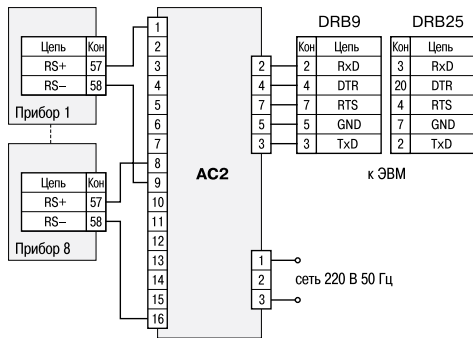 DRB9 DRB25
Цепь Кон
RS+ 57
RS– 58
Прибор 1
Цепь Кон
RS+ 57
RS– 58
Прибор 8
1
2
3
4
5
6
7
8
9
10
11
12
13
14
15
16
АС2
2
4
7
5
3
Кон Цепь
2 RxD
4 DTR
7 RTS
5 GND
3 TxD
Кон Цепь
3 RxD
20 DTR
4 RTS
7 GND
2 TxD
к ЭВМ
1
2
3
сеть 220 В 50 Гц